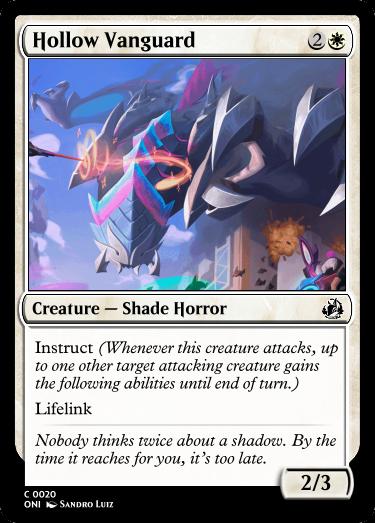 Hollow Vanguard 2
Creature — Shade Horror
Instruct (Whenever this creature attacks, up
to one other target attacking creature gains
the following abilities until end of turn.)
Lifelink
Nobody thinks twice about a shadow. By the
time it reaches for you, it's too late.
2/3
C 0020
ONI Sandro Luiz